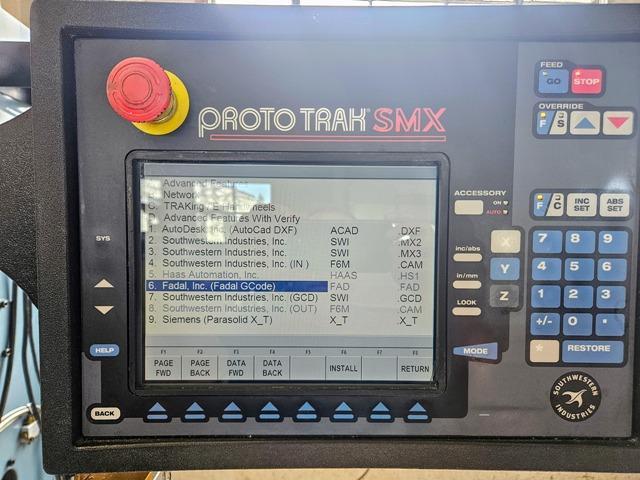 PROTO TRAK SMX
FEED
GO STOP
OVERRIDE
F S
F C INC SET ABS SET
ACCESSORY
ON
AUTO
SYS
inc/abs
in/mm
LOOK
X
Y
Z
7 8 9
4 5 6
1 2 3
+/- 0 .
* RESTORE
MODE
HELP
BACK
Advanced Features
Network
C. TRAKing / E Handwheels
Advanced Features With Verify
1. AutoDesk, Inc. (AutoCad DXF) ACAD .DXF
2. Southwestern Industries, Inc. SWI .MX2
3. Southwestern Industries, Inc. SWI .MX3
4. Southwestern Industries, Inc. (IN ) F6M .CAM
5. Haas Automation, Inc. HAAS .HS1
6. Fadal, Inc. (Fadal GCode) FAD .FAD
7. Southwestern Industries, Inc. (GCD) SWI .GCD
8. Southwestern Industries, Inc. (OUT) F6M .CAM
9. Siemens (Parasolid X_T) X_T .X_T
F1 F2 F3 F4 F5 F6 F7 F8
PAGE FWD PAGE BACK DATA FWD DATA BACK INSTALL RETURN
SOUTHWESTERN INDUSTRIES